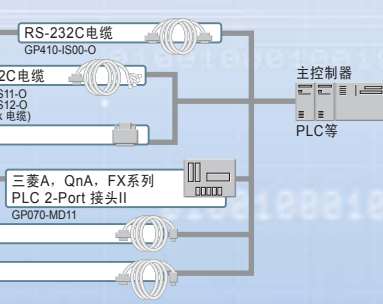 RS-232C电缆
GP410-IS00-O
2C电缆
S11-O
S12-O
k 电缆)
主控制器
PLC等
三菱A，QnA，FX系列
PLC 2-Port 接头II
GP070-MD11